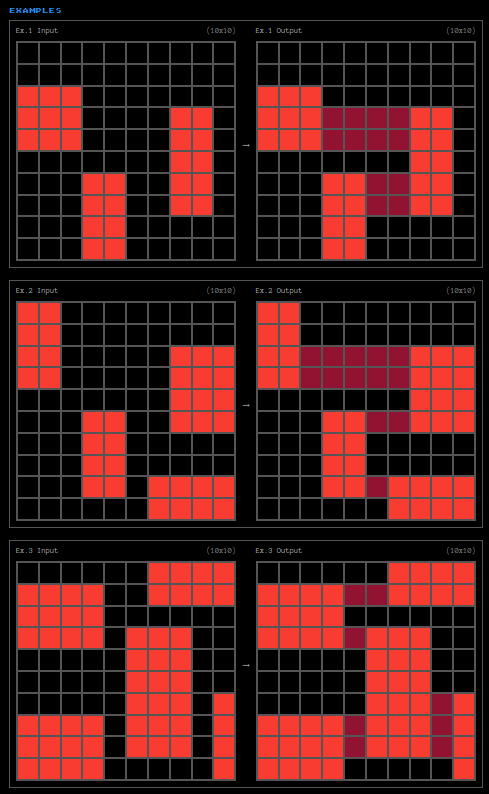 EXAMPLES
Ex.1 Input (10x10) Ex.1 Output (10x10)
→
Ex.2 Input (10x10) Ex.2 Output (10x10)
→
Ex.3 Input (10x10) Ex.3 Output (10x10)
→